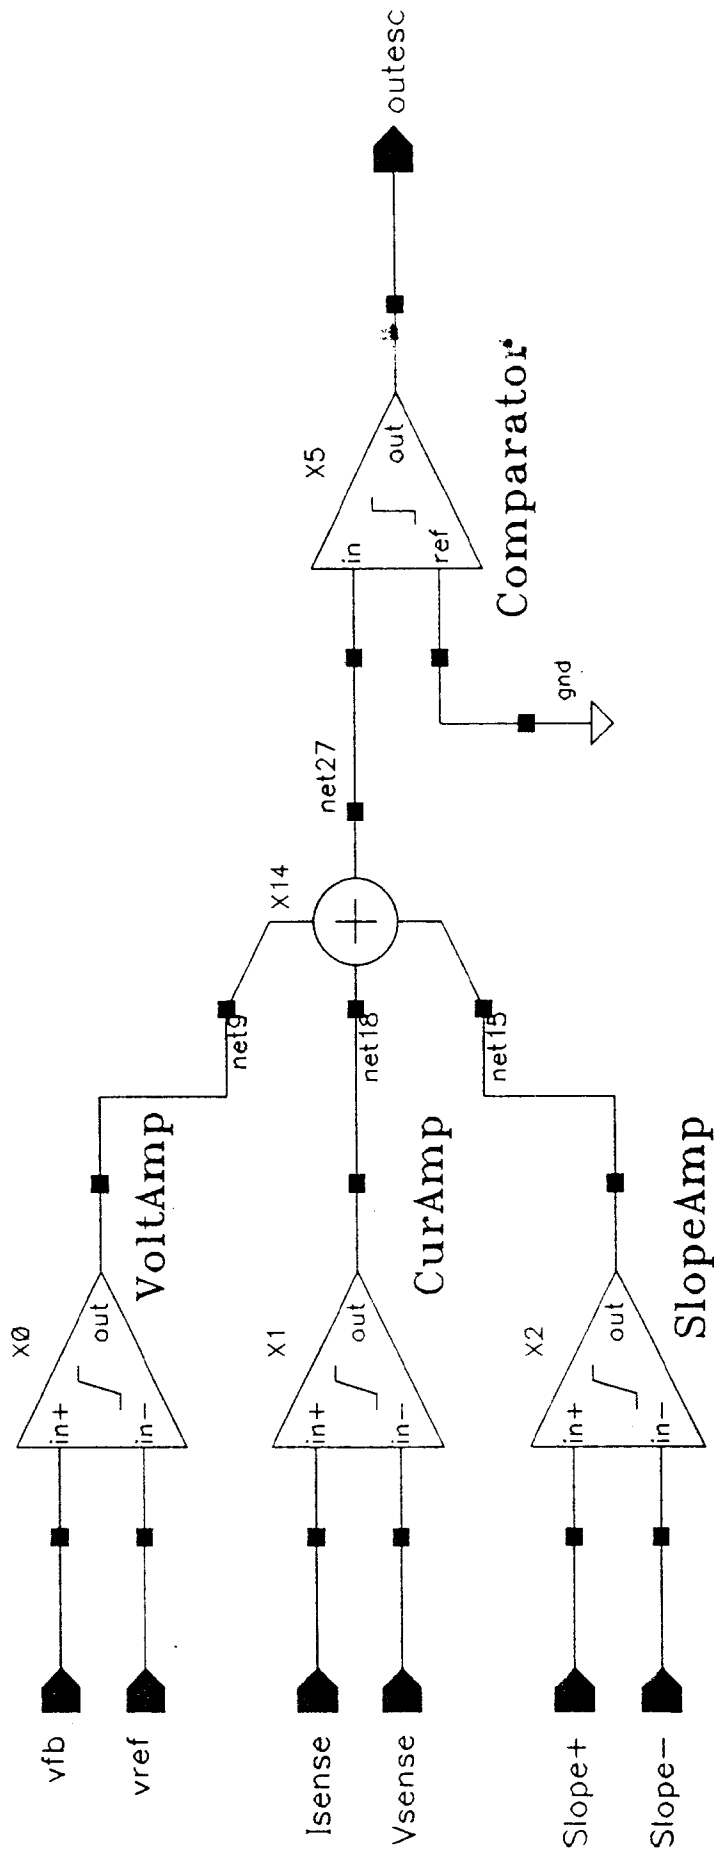 vfb
in+
X0
out
VoltAmp
vref
in-
net9
Isense
in+
X1
out
CurAmp
Vsense
in-
net18
X14
net27
Slope+
in+
X2
out
SlopeAmp
Slope-
in-
net15
X5
in
out
ref
Comparator
gnd
outesc